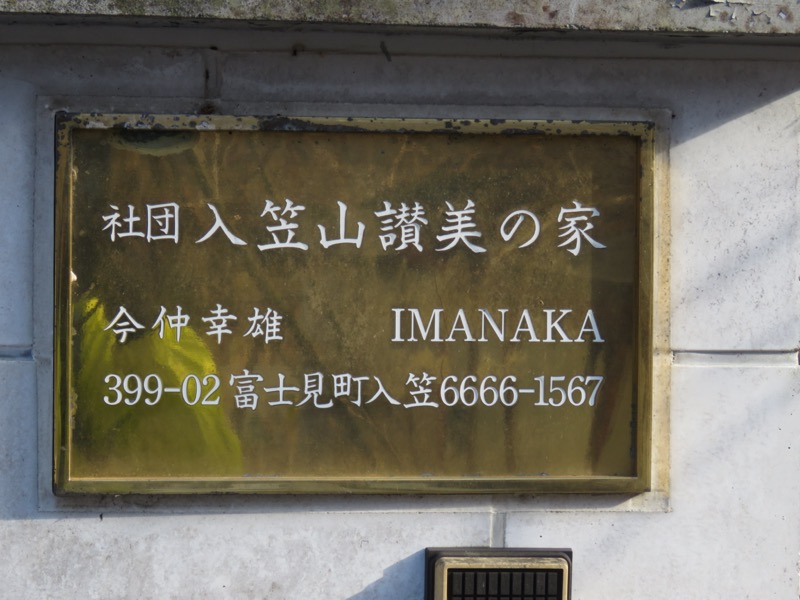 社団 入笠山讃美の家
今仲幸雄 IMANAKA
399-02 富士見町入笠6666-1567